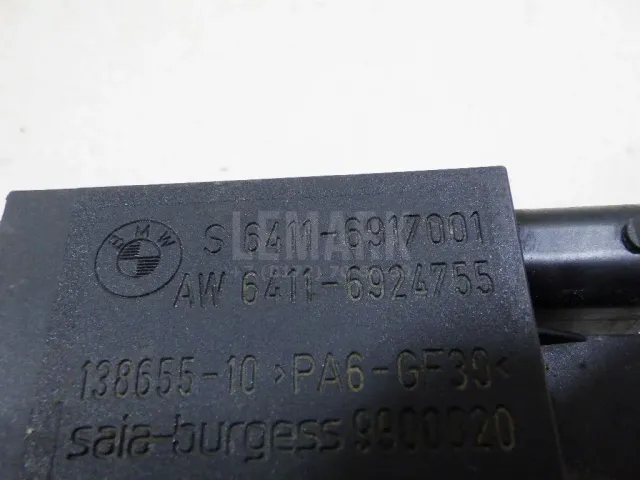 BMW
S 6411-6917001
AW 6411-6924755
138655-10 >PA6-GF30<
saia-burgess 9900020
LEMARK